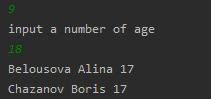 9
input a number of age
18
Belousova Alina 17
Chazanov Boris 17